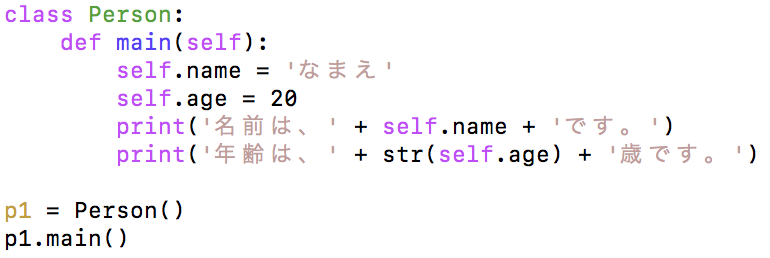 class Person:
    def main(self):
        self.name = 'なまえ'
        self.age = 20
        print('名前は、' + self.name + 'です。')
        print('年齢は、' + str(self.age) + '歳です。')

p1 = Person()
p1.main()